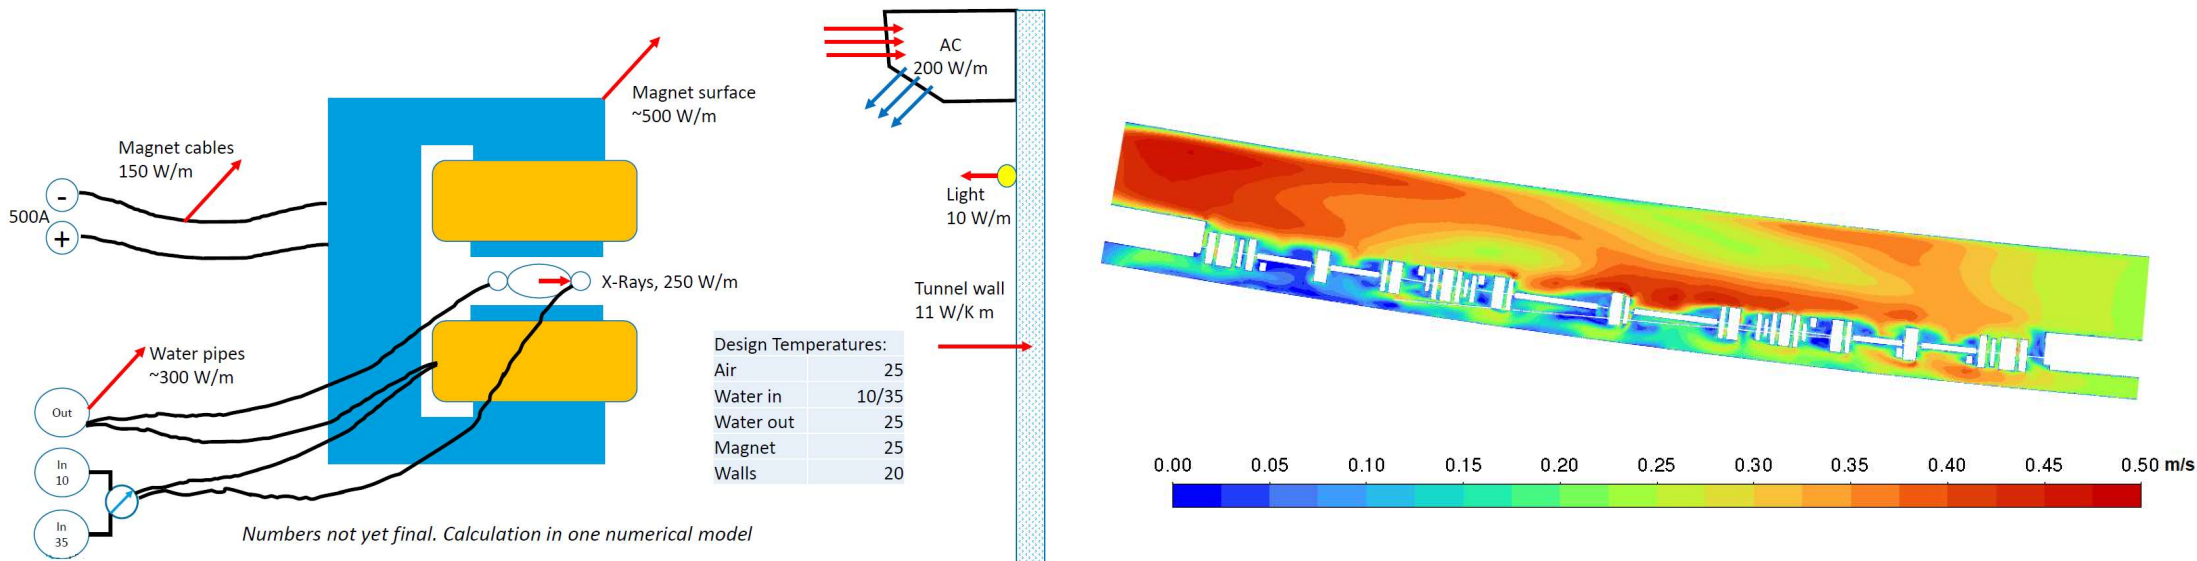 AC
200 W/m
Magnet surface
~500 W/m
Magnet cables
150 W/m
500A
-
+
Light
10 W/m
X-Rays, 250 W/m
Tunnel wall
11 W/K m
Water pipes
~300 W/m
Out
In
10
In
35
Design Temperatures:
Air 25
Water in 10/35
Water out 25
Magnet 25
Walls 20
Numbers not yet final. Calculation in one numerical model
0.00 0.05 0.10 0.15 0.20 0.25 0.30 0.35 0.40 0.45 0.50 m/s